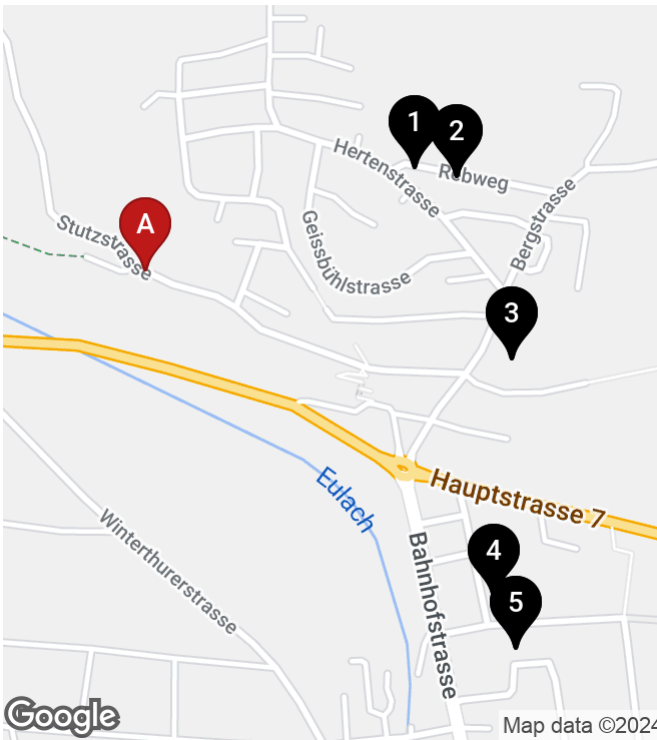 1
2
Hertenstrasse
Rebweg
Stutzstrasse
A
Geissbühlstrasse
Bergstrasse
3
Hauptstrasse 7
Eulach
Winterthurerstrasse
Bahnhofstrasse
4
5
Google
Map data ©2024